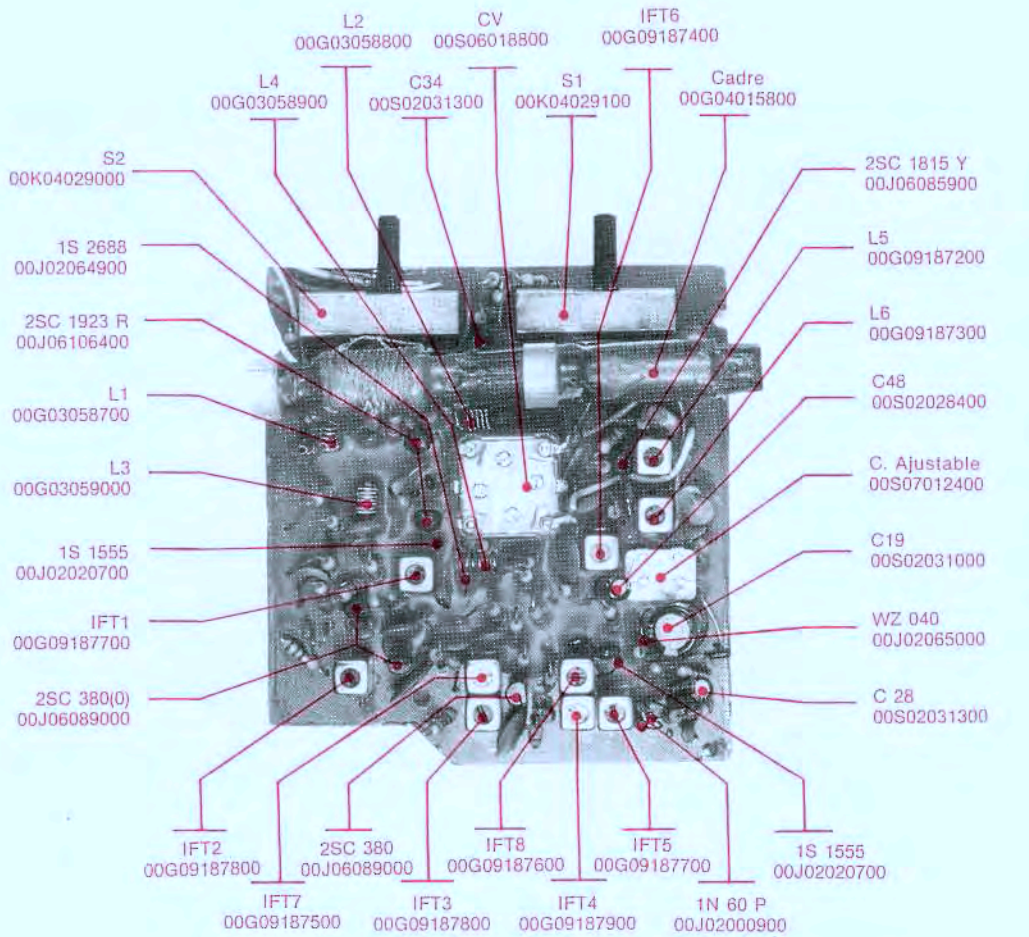 L2
00G03058800
CV
00S06018800
IFT6
00G09187400
L4
00G03058900
C34
00S02031300
S1
00K04029100
Cadre
00G04015800
S2
00K04029000
2SC 1815 Y
00J06085900
1S 2688
00J02064900
L5
00G09187200
2SC 1923 R
00J06106400
L6
00G09187300
L1
00G03058700
C48
00S02028400
L3
00G03059000
C. Ajustable
00S07012400
1S 1555
00J02020700
C19
00S02031000
IFT1
00G09187700
WZ 040
00J02065000
2SC 380(0)
00J06089000
C 28
00S02031300
IFT2
00G09187800
2SC 380
00J06089000
IFT8
00G09187600
IFT5
00G09187700
1S 1555
00J02020700
IFT7
00G09187500
IFT3
00G09187800
IFT4
00G09187900
1N 60 P
00J02000900